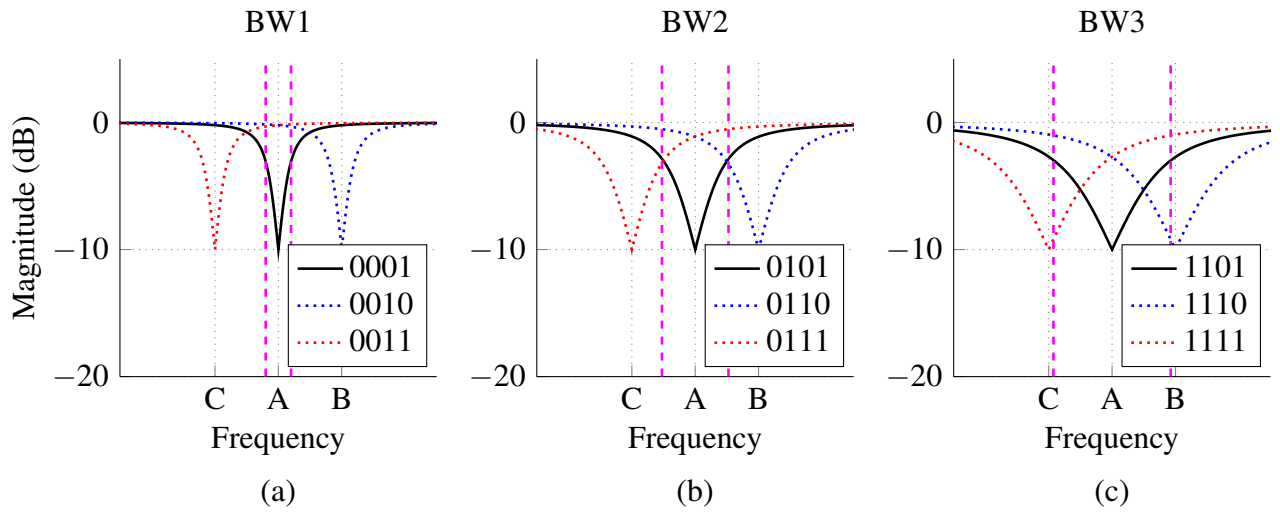 BW1
BW2
BW3
Magnitude (dB)
0
−10
−20
0001
0010
0011
C A B
Frequency
(a)
0
−10
−20
0101
0110
0111
C A B
Frequency
(b)
0
−10
−20
1101
1110
1111
C A B
Frequency
(c)